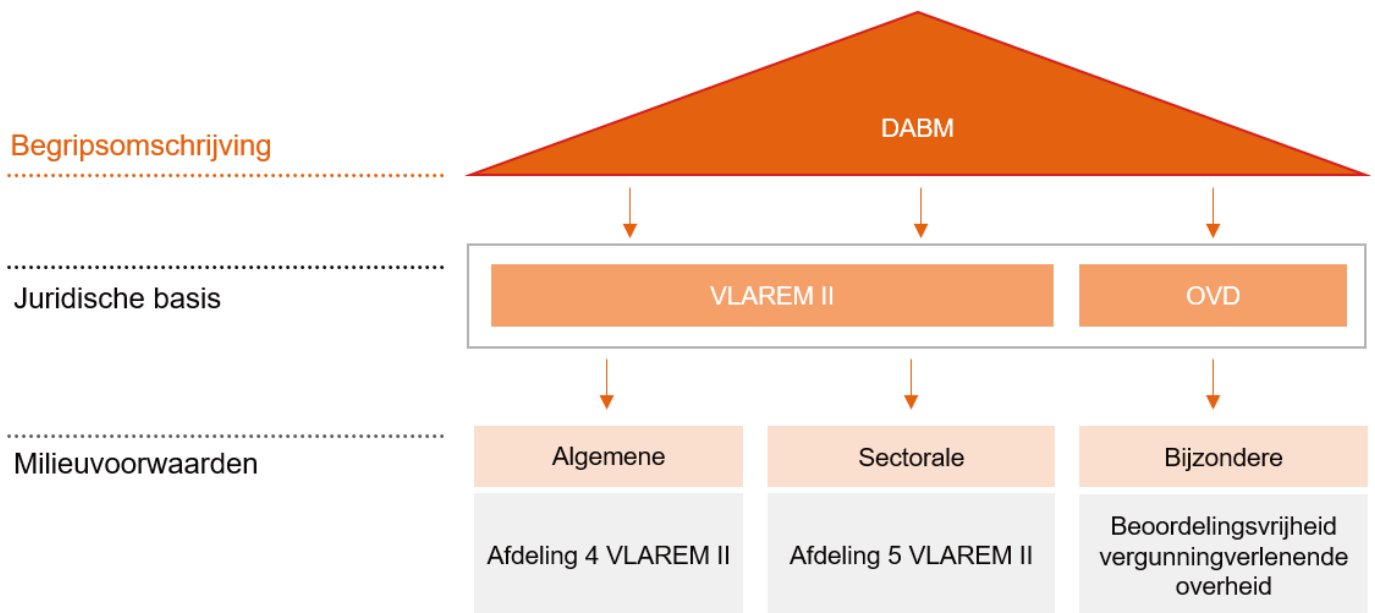 DABM
Begripsomschrijving
Juridische basis
VLAREM II
OVD
Milieuvoorwaarden
Algemene
Sectorale
Bijzondere
Afdeling 4 VLAREM II
Afdeling 5 VLAREM II
Beoordelingsvrijheid
vergunningverlenende
overheid